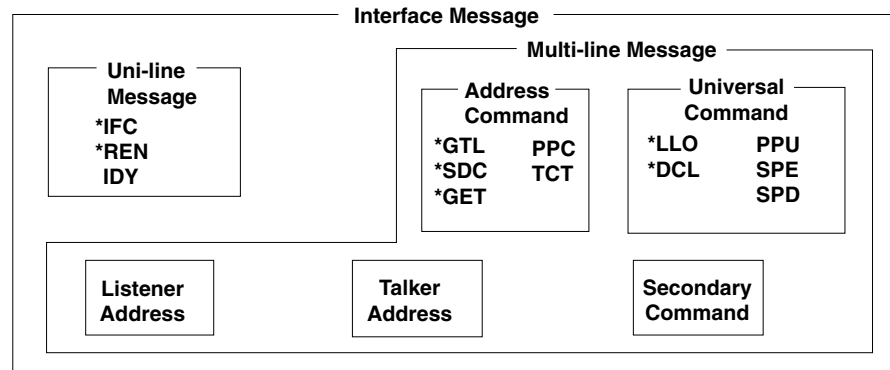 Interface Message
Multi-line Message
Uni-line
Message
*IFC
*REN
IDY
Address
Command
*GTL PPC
*SDC TCT
*GET
Universal
Command
*LLO PPU
*DCL SPE
SPD
Listener
Address
Talker
Address
Secondary
Command